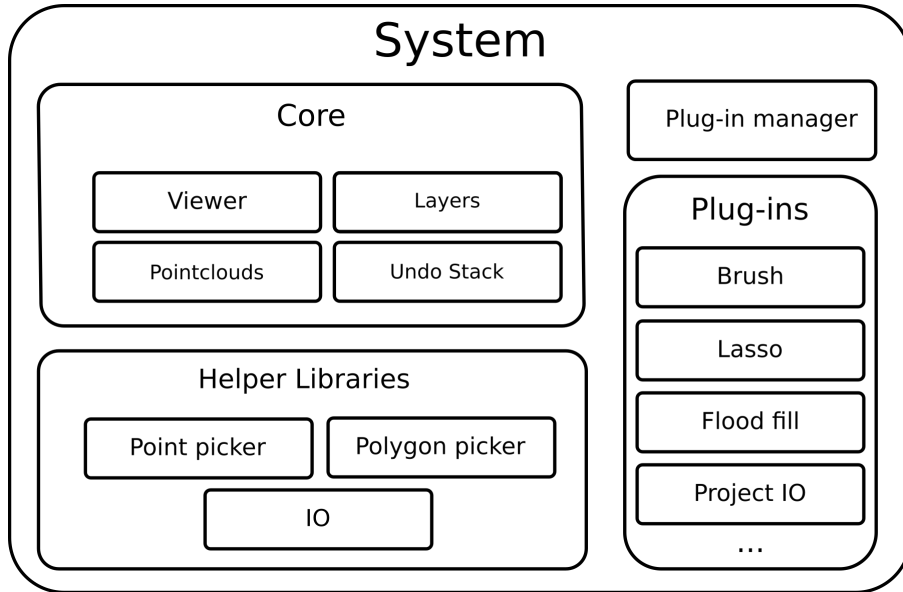 System
Core
Viewer
Layers
Pointclouds
Undo Stack
Helper Libraries
Point picker
Polygon picker
IO
Plug-in manager
Plug-ins
Brush
Lasso
Flood fill
Project IO
...